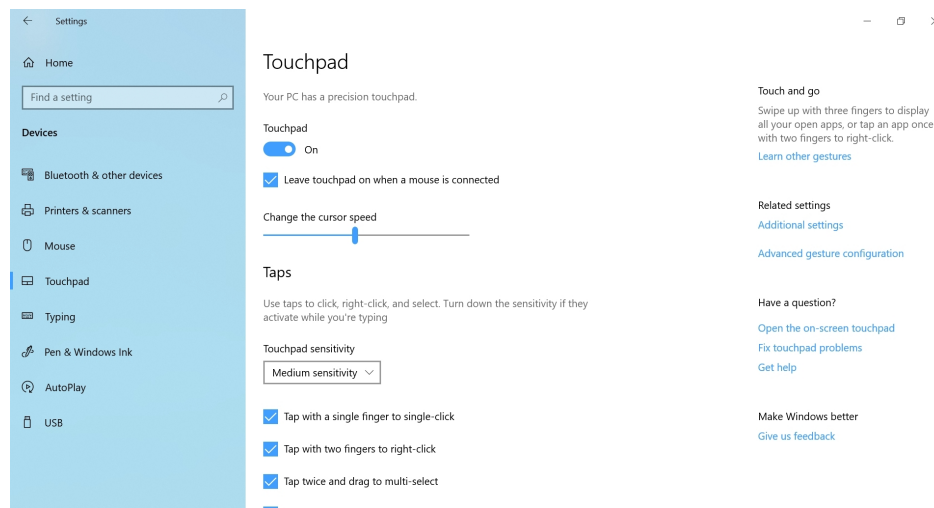 Settings
Home
Find a setting
Devices
Bluetooth & other devices
Printers & scanners
Mouse
Touchpad
Typing
Pen & Windows Ink
AutoPlay
USB
Touchpad
Your PC has a precision touchpad.
Touchpad
On
Leave touchpad on when a mouse is connected
Change the cursor speed
Taps
Use taps to click, right-click, and select. Turn down the sensitivity if they
activate while you're typing
Touchpad sensitivity
Medium sensitivity
Tap with a single finger to single-click
Tap with two fingers to right-click
Tap twice and drag to multi-select
Touch and go
Swipe up with three fingers to display
all your open apps, or tap an app once
with two fingers to right-click.
Learn other gestures
Related settings
Additional settings
Advanced gesture configuration
Have a question?
Open the on-screen touchpad
Fix touchpad problems
Get help
Make Windows better
Give us feedback